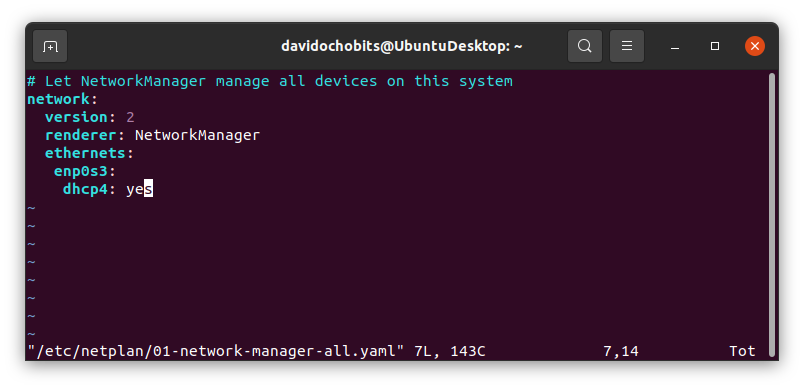 davidochobits@UbuntuDesktop: ~
# Let NetworkManager manage all devices on this system
network:
  version: 2
  renderer: NetworkManager
  ethernets:
   enp0s3:
    dhcp4: yes
~
~
~
~
~
~
~
~
"/etc/netplan/01-network-manager-all.yaml" 7L, 143C 7,14 Tot